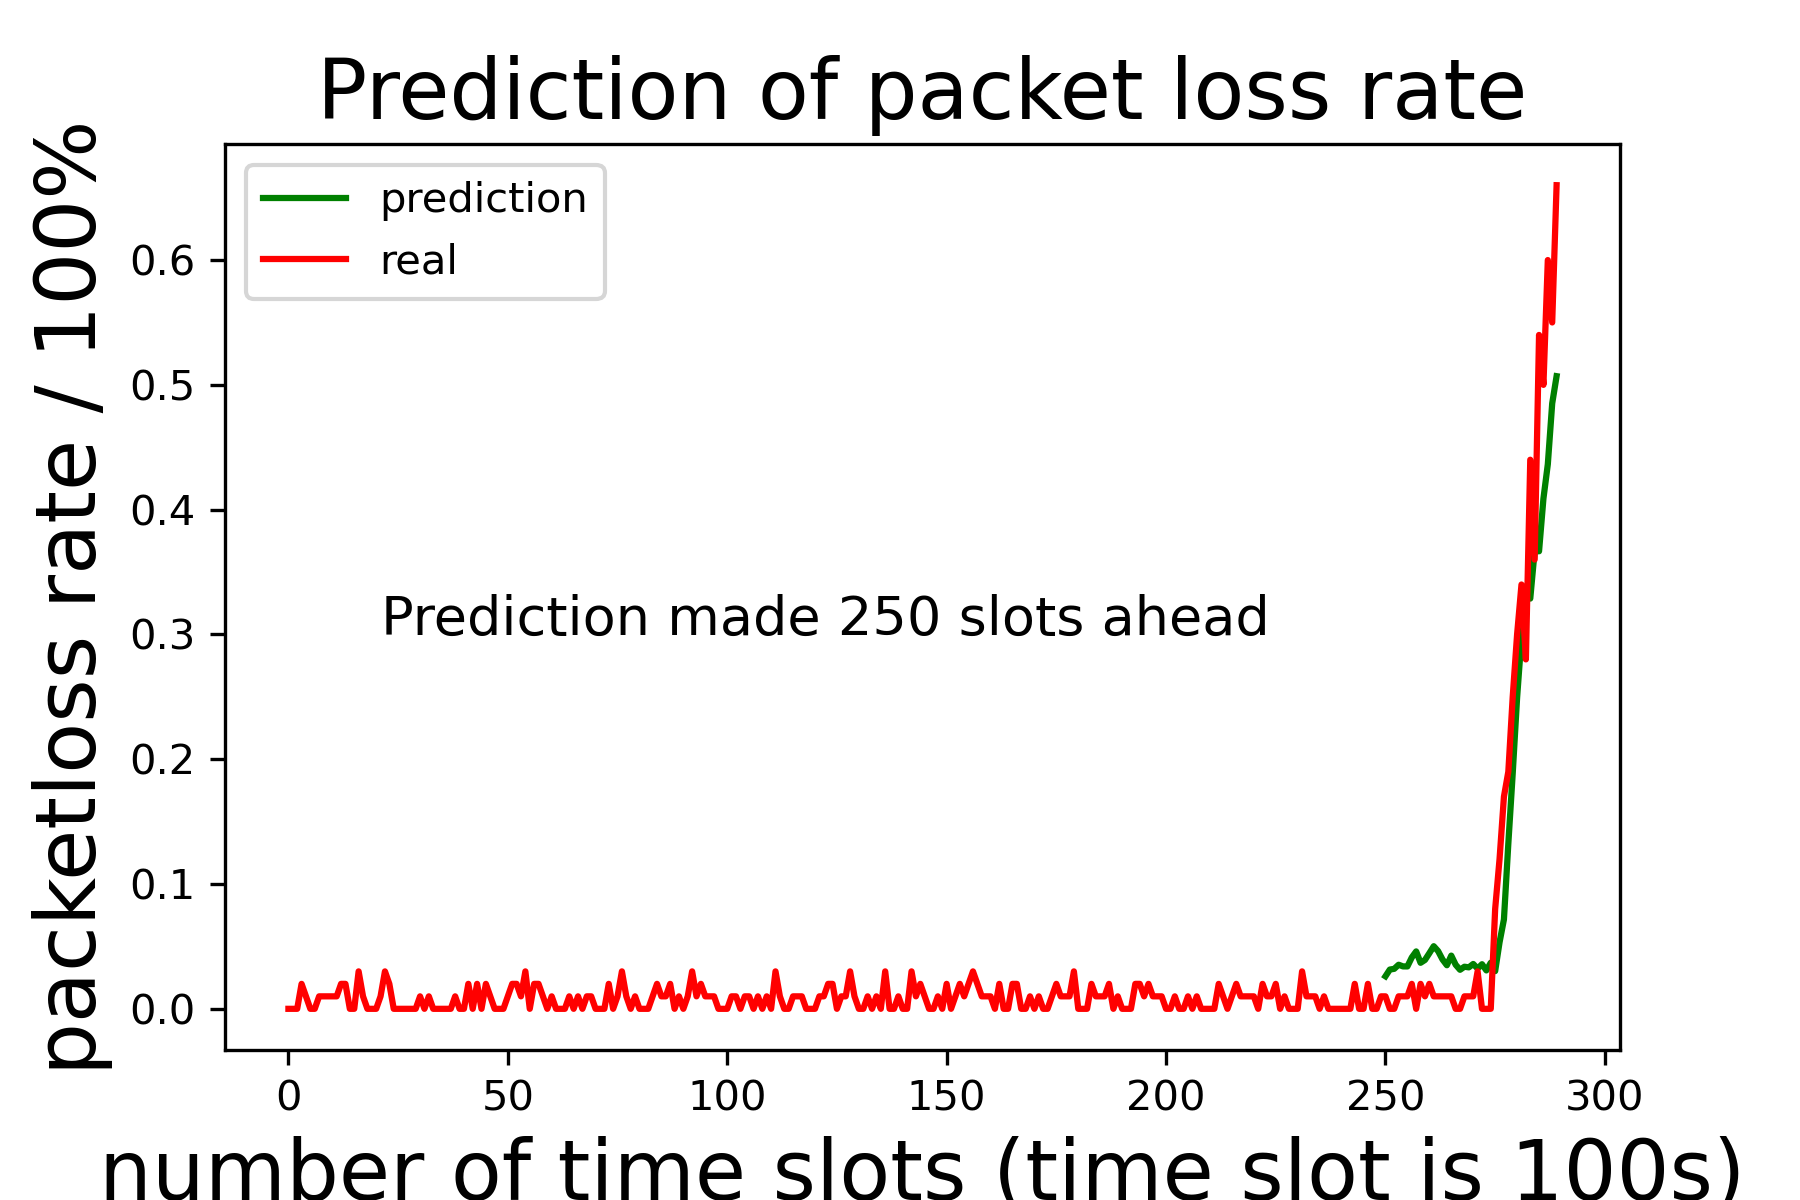 Prediction of packet loss rate
packetloss rate / 100%
prediction
real
0.6
0.5
0.4
0.3
0.2
0.1
0.0
Prediction made 250 slots ahead
0 50 100 150 200 250 300
number of time slots (time slot is 100s)